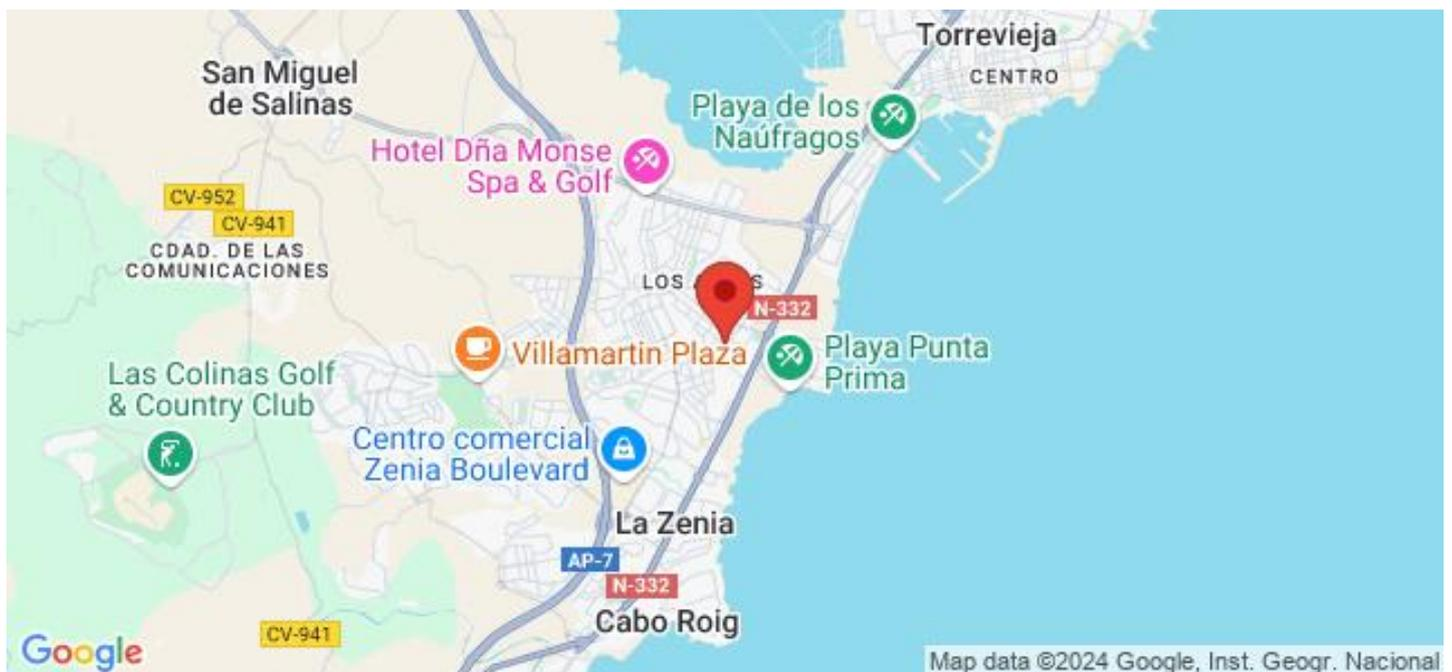 Torrevieja
CENTRO
San Miguel
de Salinas
Playa de los
Naúfragos
Hotel Dña Monse
Spa & Golf
CV-952
CV-941
CDAD. DE LAS
COMUNICACIONES
LOS
N-332
Villamartin Plaza
Playa Punta
Prima
Las Colinas Golf
& Country Club
Centro comercial
Zenia Boulevard
La Zenia
AP-7
N-332
Cabo Roig
CV-941
Google
Map data ©2024 Google, Inst. Geogr. Nacional